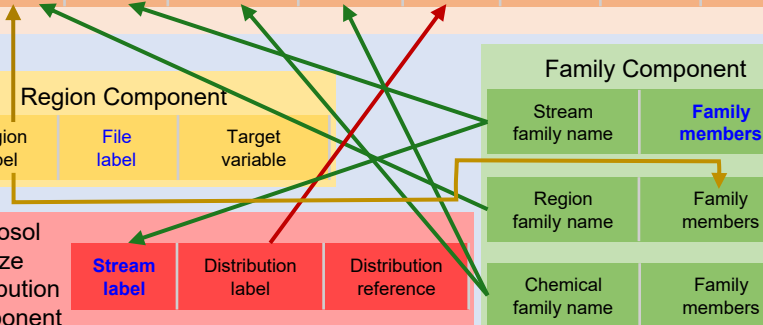 Family Component
Region Component
Stream
family name
Family
members
File
label
Target
variable
Region
family name
Family
members
Stream
label
Distribution
label
Distribution
reference
Chemical
family name
Family
members